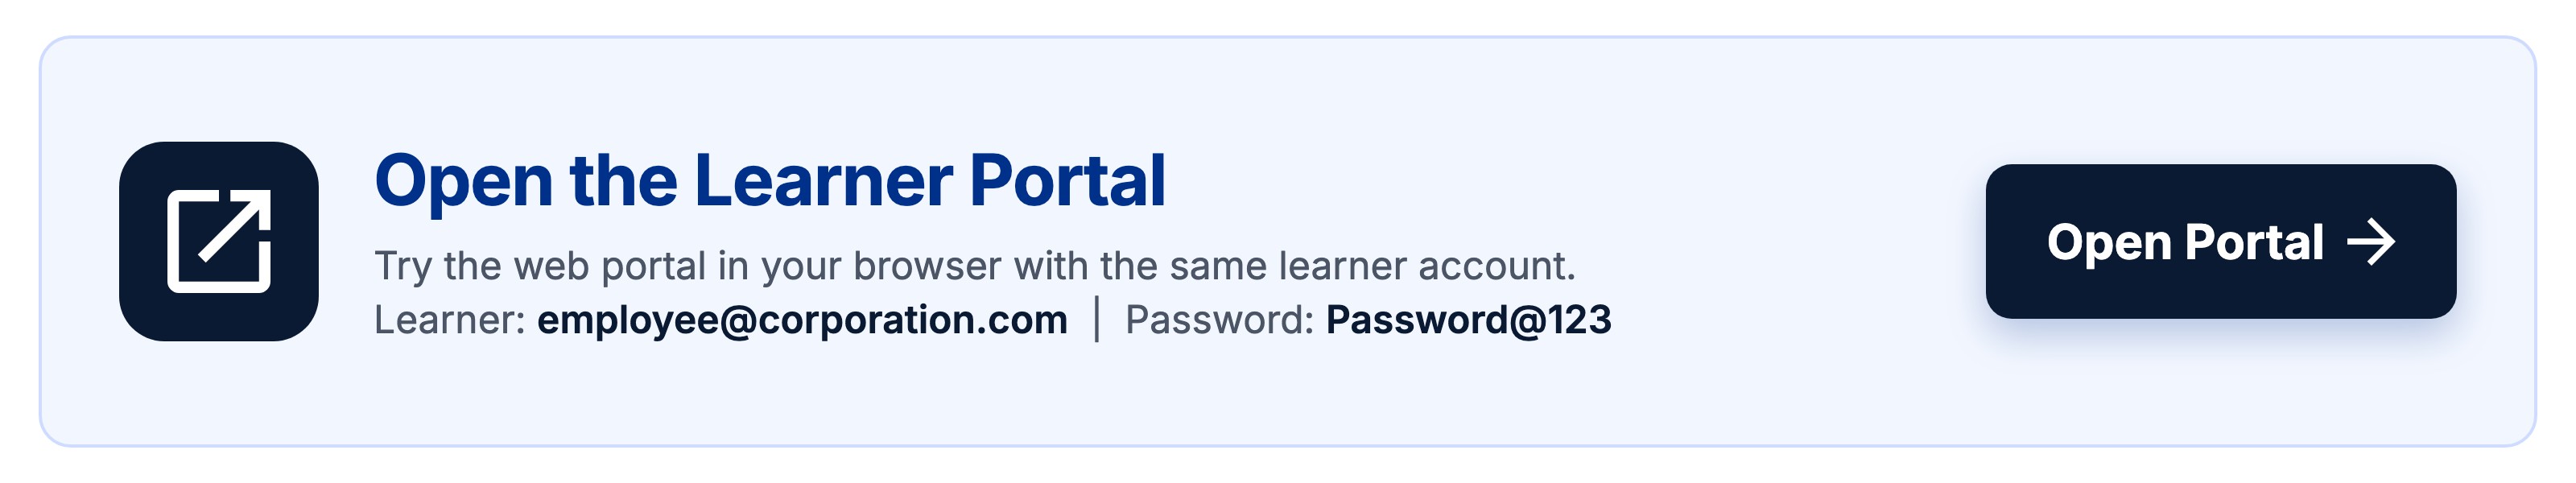 Open the Learner Portal
Try the web portal in your browser with the same learner account.
Learner: employee@corporation.com | Password: Password@123
Open Portal →